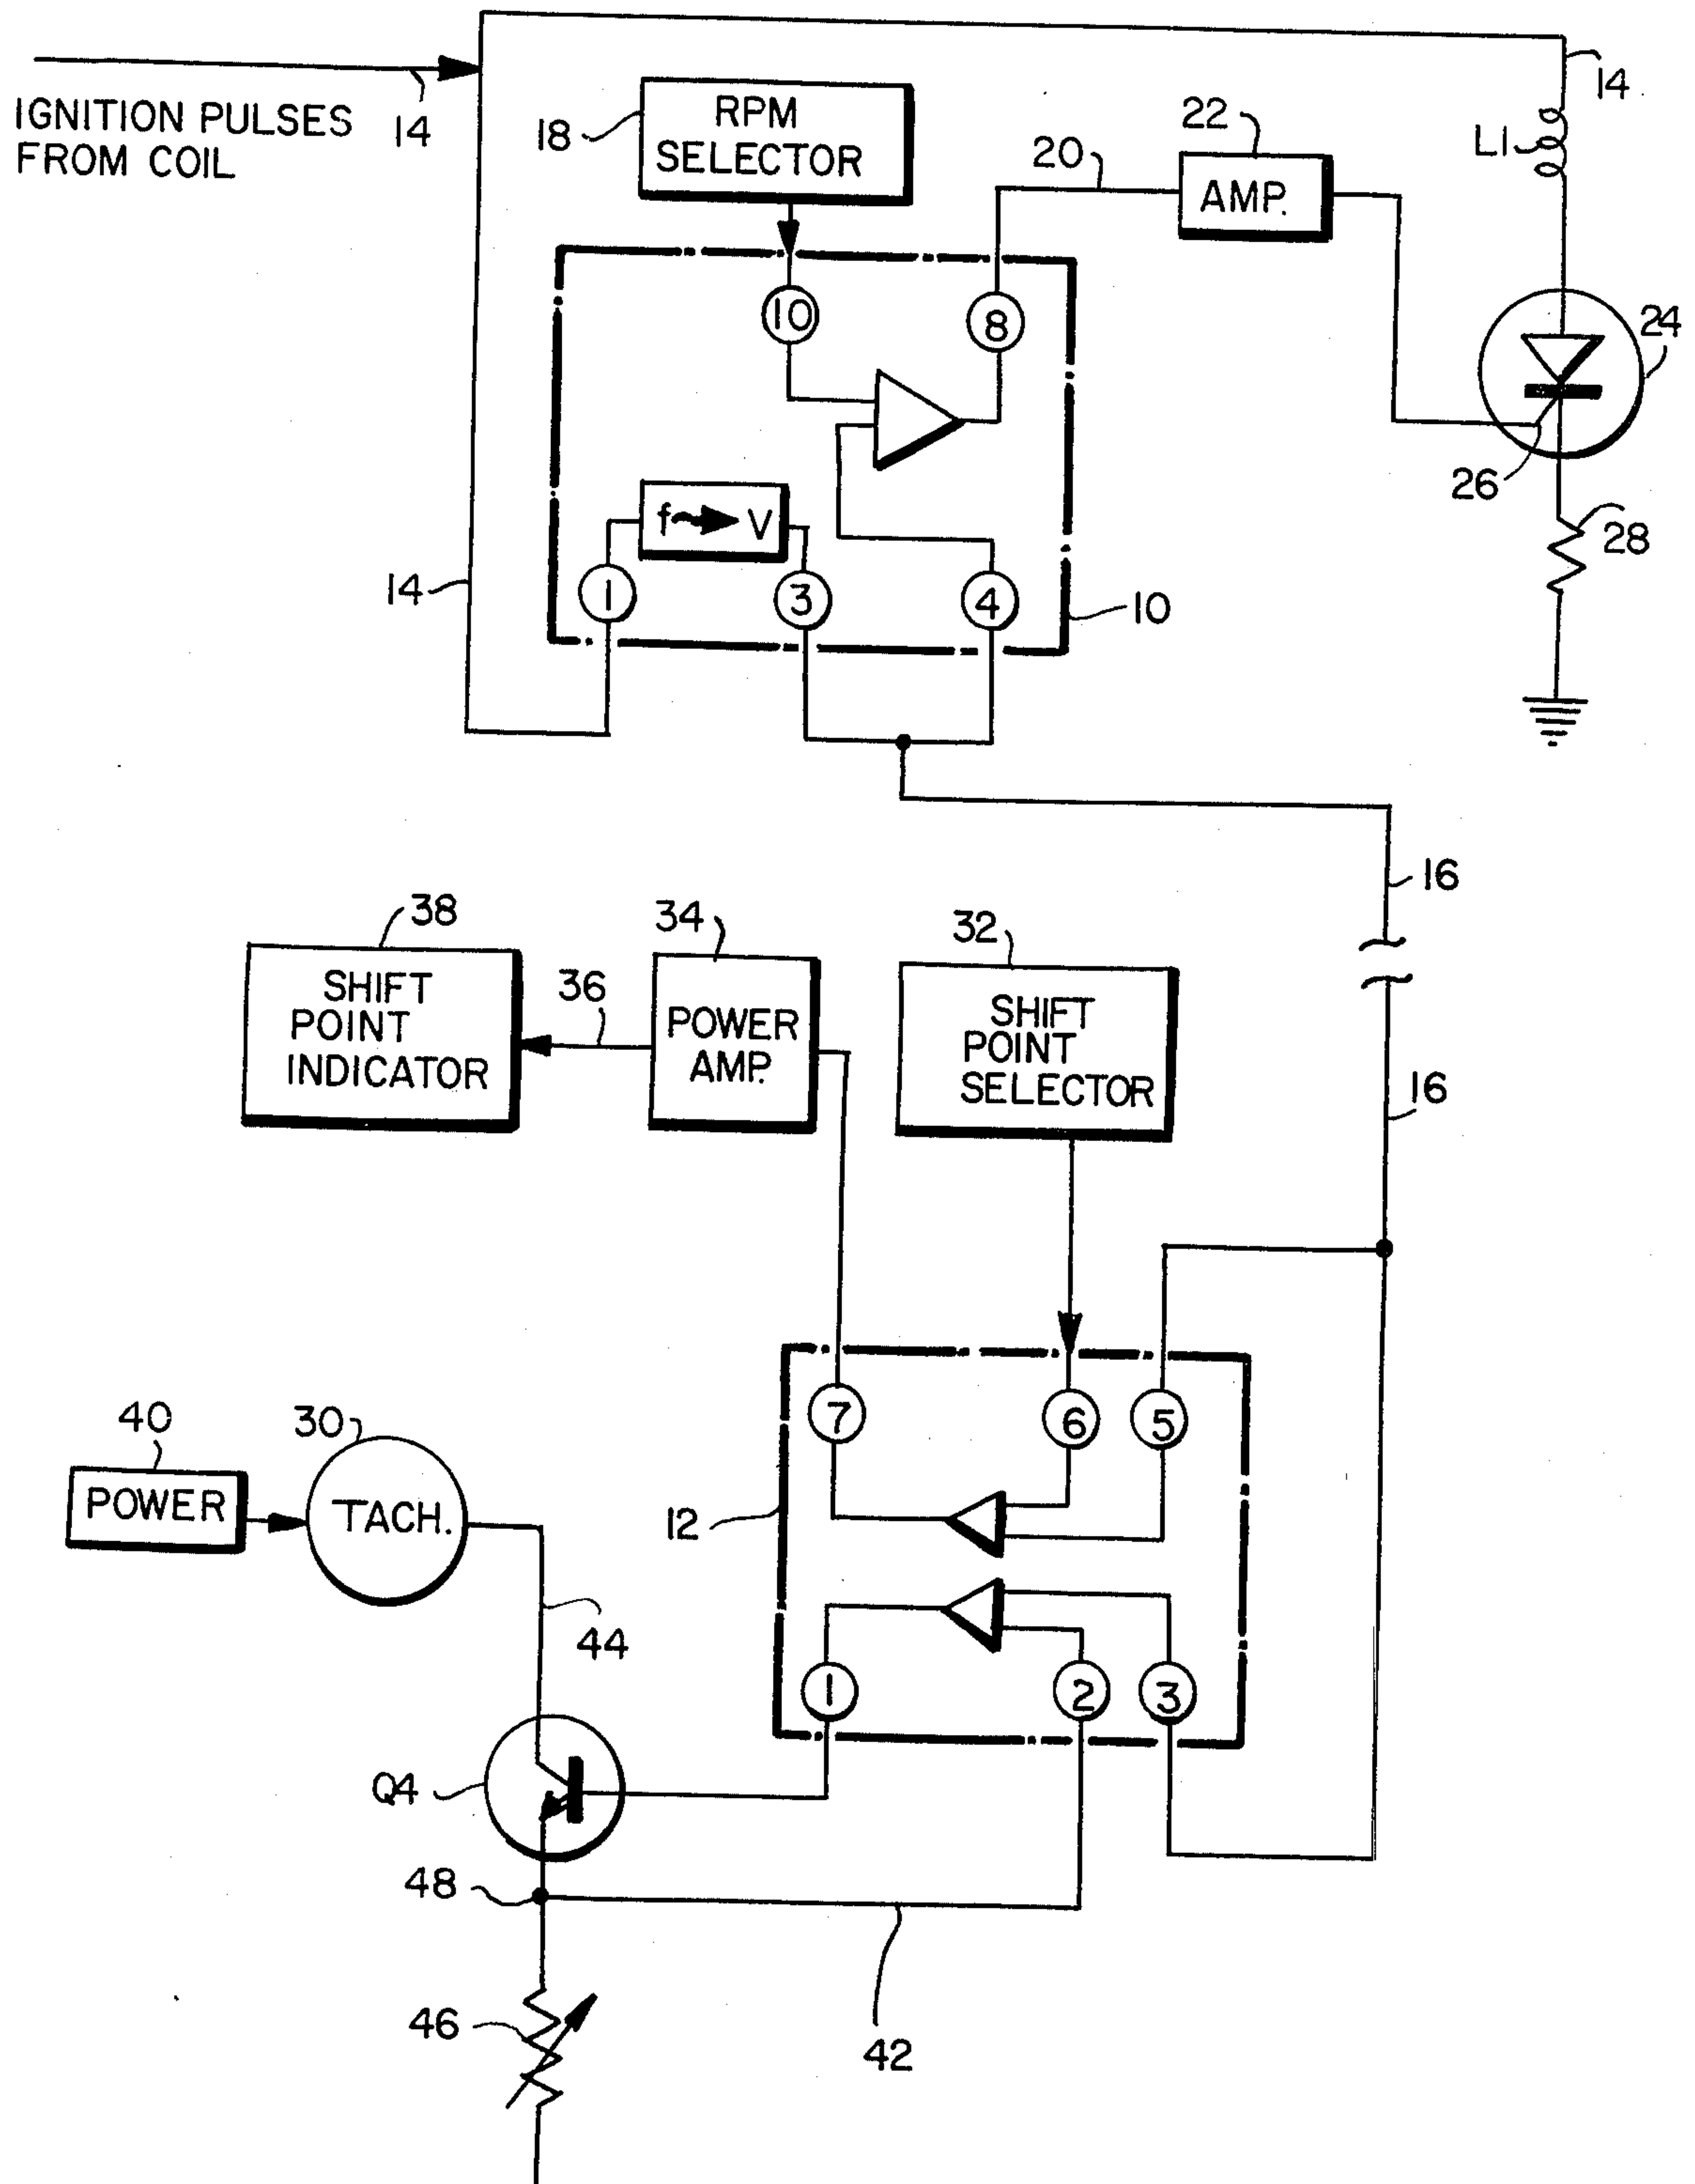 14
IGNITION PULSES
FROM COIL
14
18
RPM
SELECTOR
20
22
AMP.
L1
24
26
28
10
8
f V
1
3
4
14
10
16
38
34
32
SHIFT
POINT
INDICATOR
36
POWER
AMP.
SHIFT
POINT
SELECTOR
16
7
6
5
40
30
POWER
TACH.
12
44
1
2
3
Q4
48
46
42